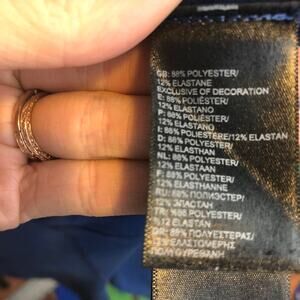 GB: 88% POLYESTER/
12% ELASTANE
EXCLUSIVE OF DECORATION
E: 88% POLIÉSTER/
12% ELASTANO
P: 88% POLIÉSTER/
12% ELASTANO
I: 88% POLIESTERE/12% ELASTAN
D: 88% POLYESTER/
12% ELASTHAN
NL: 88% POLYESTER/
12% ELASTAAN
F: 88% POLYESTER/
12% ELASTHANNE
RU: 88% ПОЛИЭСТЕР/
12% ЭЛАСТАН
TR: %88 POLYESTER/
12% ELASTAN
GR: 88% ΠΟΛΥΕΣΤΕΡΑΣ/
12% ΕΛΑΣΤΟΜΕΡΗΣ
ΠΟΛΥΟΥΡΕΘΑΝΗ